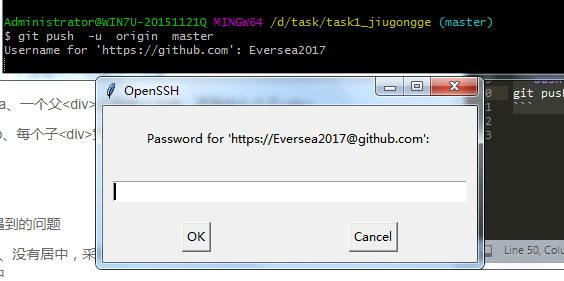 Administrator@WIN7U-20151121Q MINGW64 /d/task/task1_jiugongge (master)
$ git push -u origin master
Username for 'https://github.com': Eversea2017
OpenSSH
a、一个父<div>
git push
1 ```
2
3
、每个子<div>
Password for 'https://Eversea2017@github.com':
到的问题
OK
Cancel
、没有居中，采
Line 50, Colu